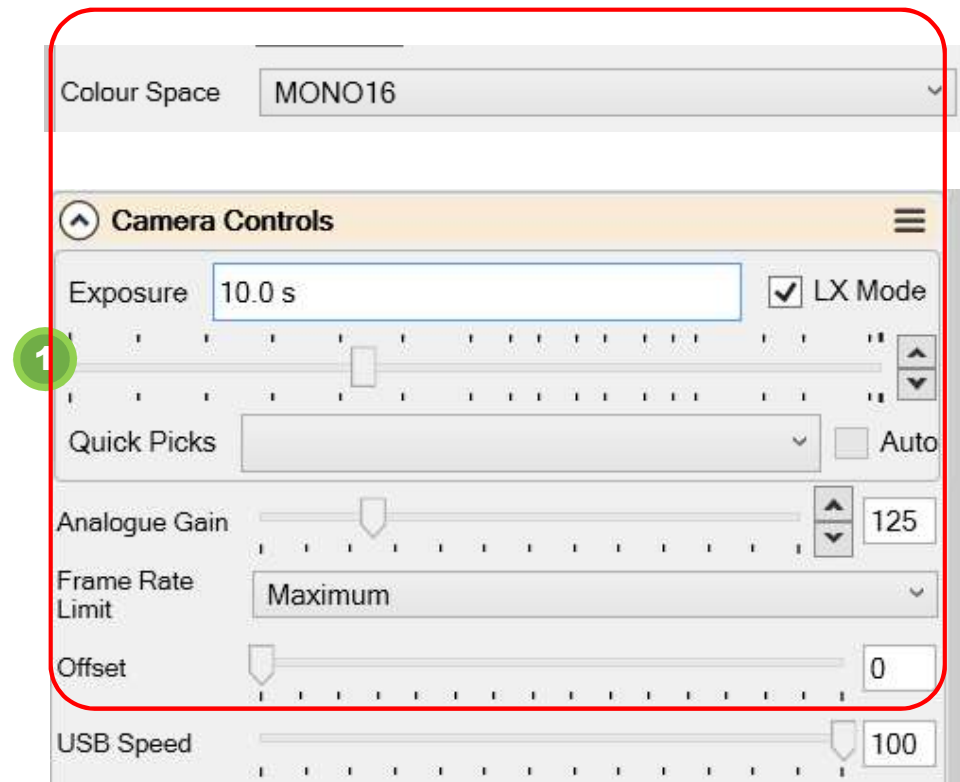 Colour Space MONO16
Camera Controls
Exposure 10.0 s LX Mode
1
Quick Picks Auto
Analogue Gain 125
Frame Rate
Limit Maximum
Offset 0
USB Speed 100